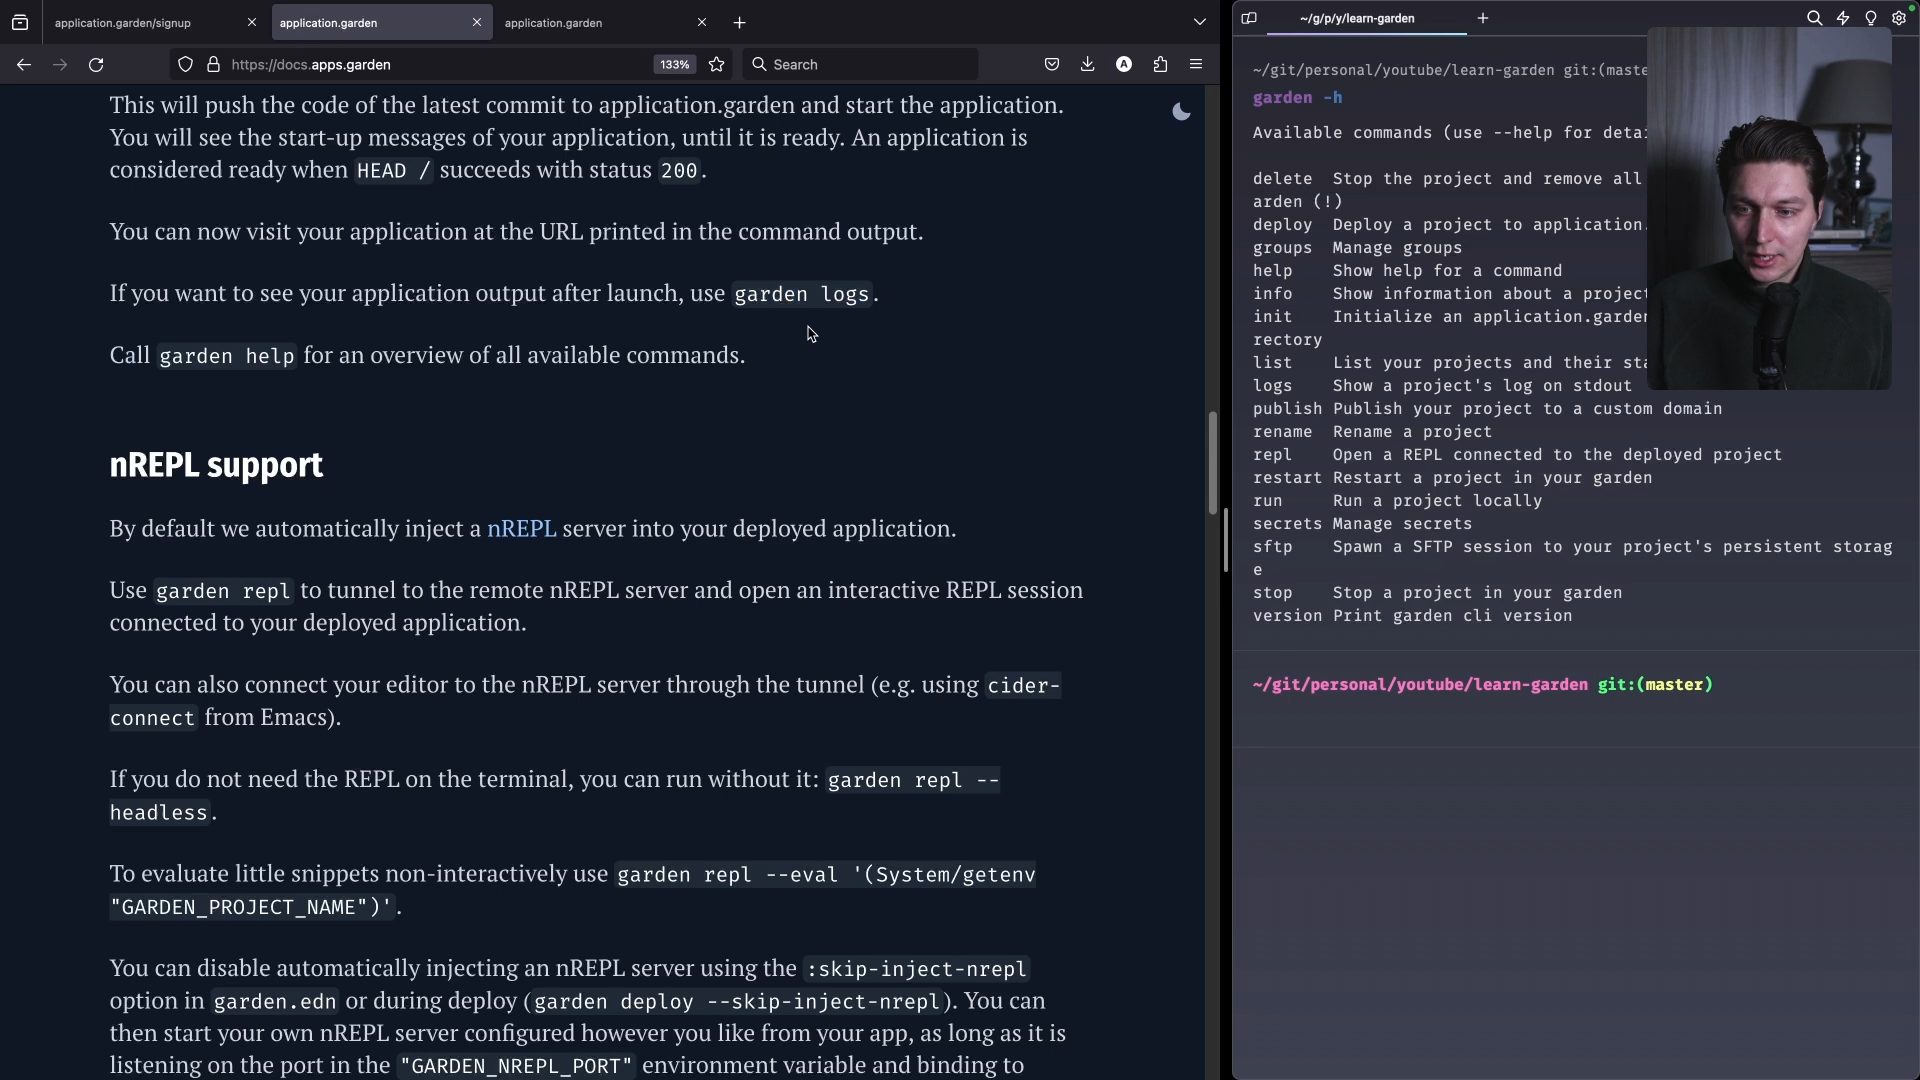 application.garden/signup
application.garden
application.garden
https://docs.apps.garden
133%
Search
This will push the code of the latest commit to application.garden and start the application.
You will see the start-up messages of your application, until it is ready. An application is
considered ready when HEAD / succeeds with status 200.
You can now visit your application at the URL printed in the command output.
If you want to see your application output after launch, use garden logs.
Call garden help for an overview of all available commands.
nREPL support
By default we automatically inject a nREPL server into your deployed application.
Use garden repl to tunnel to the remote nREPL server and open an interactive REPL session
connected to your deployed application.
You can also connect your editor to the nREPL server through the tunnel (e.g. using cider-
connect from Emacs).
If you do not need the REPL on the terminal, you can run without it: garden repl --
headless.
To evaluate little snippets non-interactively use garden repl --eval '(System/getenv
"GARDEN_PROJECT_NAME")'.
You can disable automatically injecting an nREPL server using the :skip-inject-nrepl
option in garden.edn or during deploy (garden deploy --skip-inject-nrepl). You can
then start your own nREPL server configured however you like from your app, as long as it is
listening on the port in the "GARDEN_NREPL_PORT" environment variable and binding to
~/g/p/y/learn-garden
~/git/personal/youtube/learn-garden git:(maste
garden -h
Available commands (use --help for detai
delete Stop the project and remove all
arden (!)
deploy Deploy a project to application.
groups Manage groups
help Show help for a command
info Show information about a project
init Initialize an application.garden
rectory
list List your projects and their sta
logs Show a project's log on stdout
publish Publish your project to a custom domain
rename Rename a project
repl Open a REPL connected to the deployed project
restart Restart a project in your garden
run Run a project locally
secrets Manage secrets
sftp Spawn a SFTP session to your project's persistent storag
e
stop Stop a project in your garden
version Print garden cli version
~/git/personal/youtube/learn-garden git:(master)